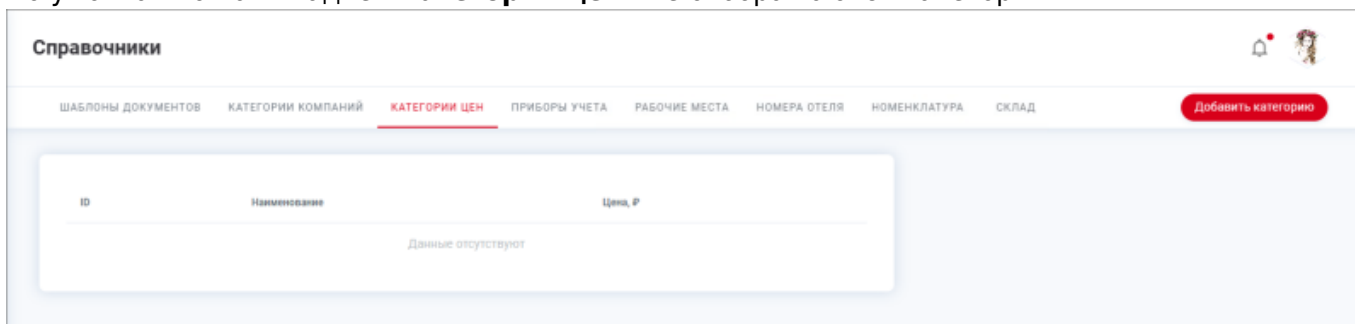 Справочники
ШАБЛОНЫ ДОКУМЕНТОВ КАТЕГОРИИ КОМПАНИЙ КАТЕГОРИИ ЦЕН ПРИБОРЫ УЧЕТА РАБОЧИЕ МЕСТА НОМЕРА ОТЕЛЯ НОМЕНКЛАТУРА СКЛАД Добавить категорию
ID Наименование Цена, ₽
Данные отсутствуют